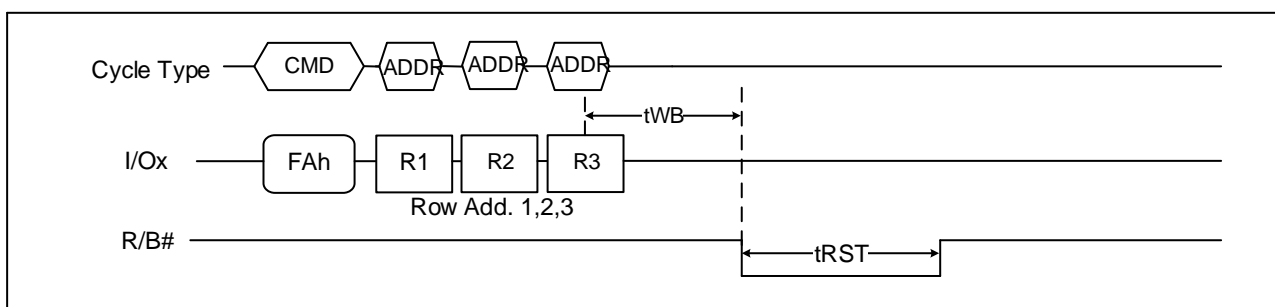 Cycle Type CMD ADDR ADDR ADDR
tWB
I/Ox FAh R1 R2 R3
Row Add. 1,2,3
R/B#
tRST